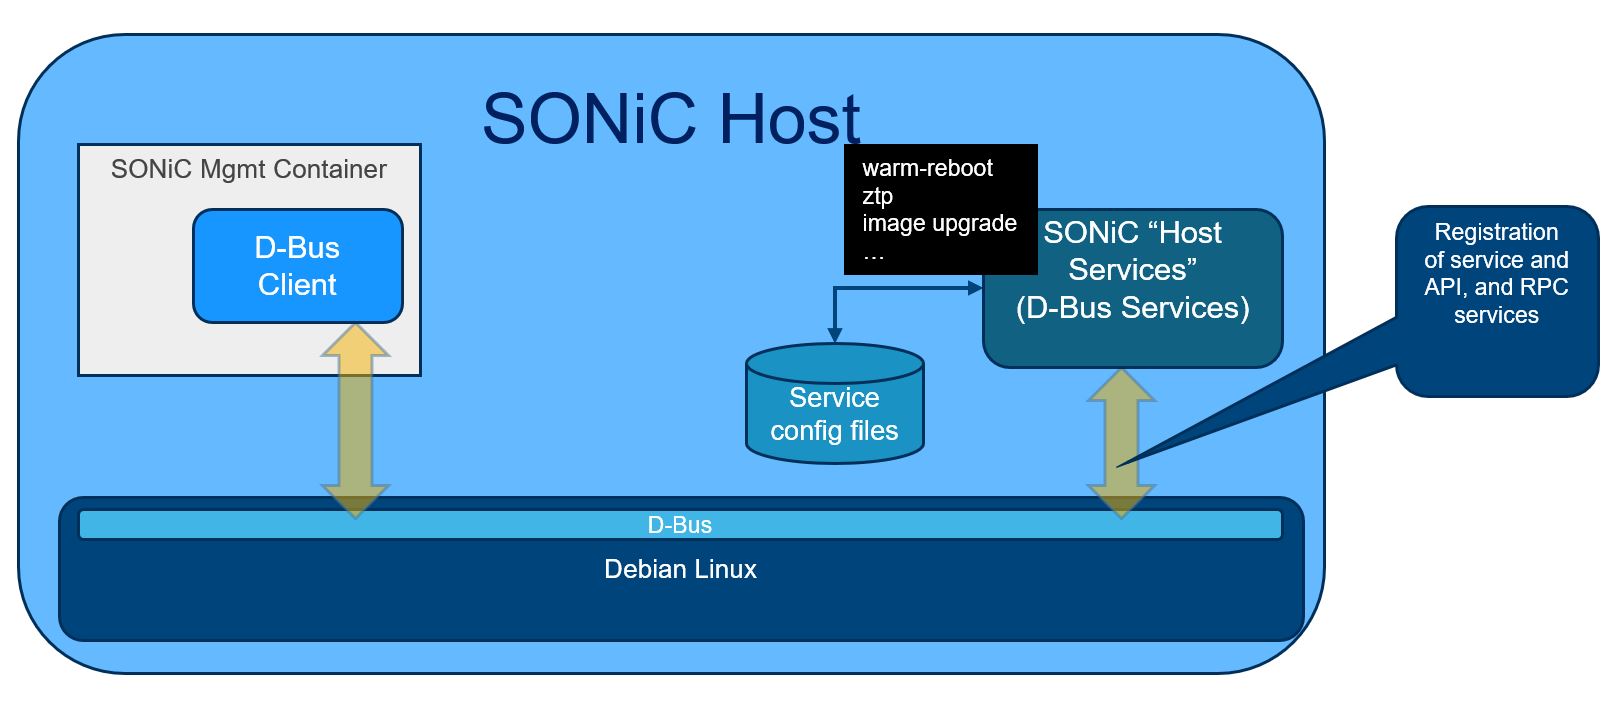 SONiC Host
SONiC Mgmt Container
D-Bus
Client
warm-reboot
ztp
image upgrade
...
SONiC “Host
Services”
(D-Bus Services)
Registration
of service and
API, and RPC
services
Service
config files
D-Bus
Debian Linux